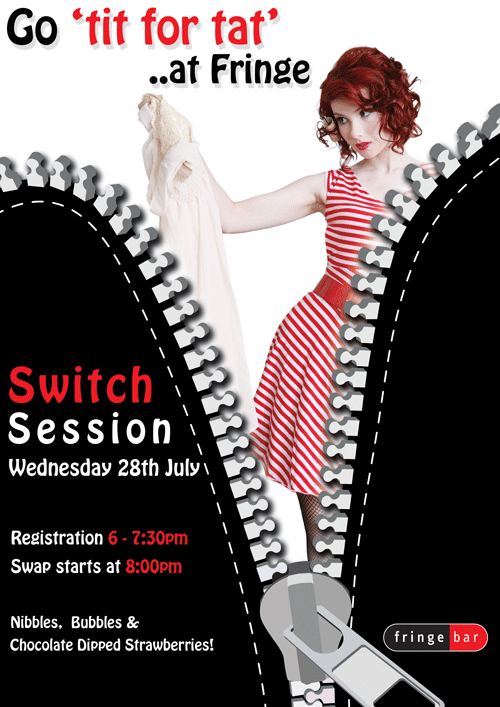 Go ‘tit for tat’
..at Fringe
Switch
Session
Wednesday 28th July
Registration 6 - 7:30pm
Swap starts at 8:00pm
Nibbles, Bubbles &
Chocolate Dipped Strawberries!
fringe bar